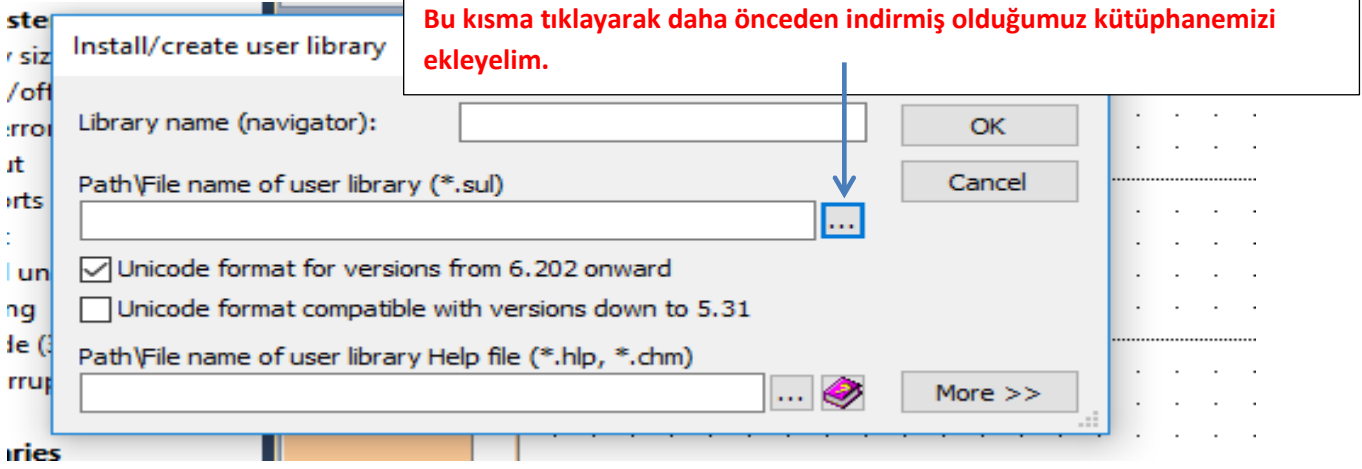 Bu kısma tıklayarak daha önceden indirmiş olduğumuz kütüphanemizi
ekleyelim.
Install/create user library
Library name (navigator):
OK
Path\File name of user library (*.sul)
Cancel
...
Unicode format for versions from 6.202 onward
Unicode format compatible with versions down to 5.31
Path\File name of user library Help file (*.hlp, *.chm)
...
More >>